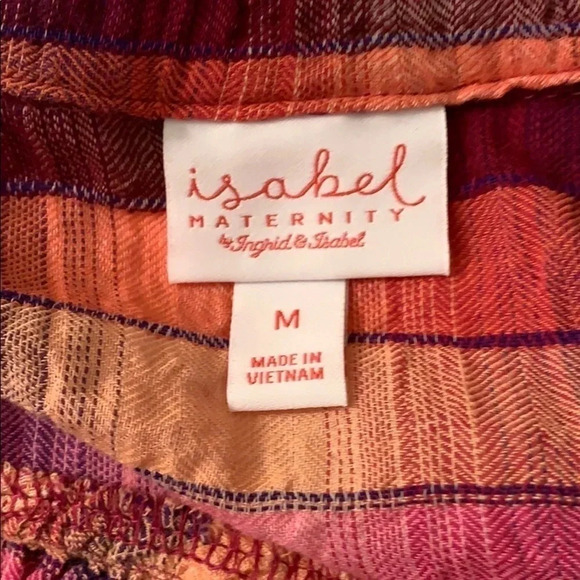 isabel
MATERNITY
by Ingrid & Isabel
M
MADE IN
VIETNAM